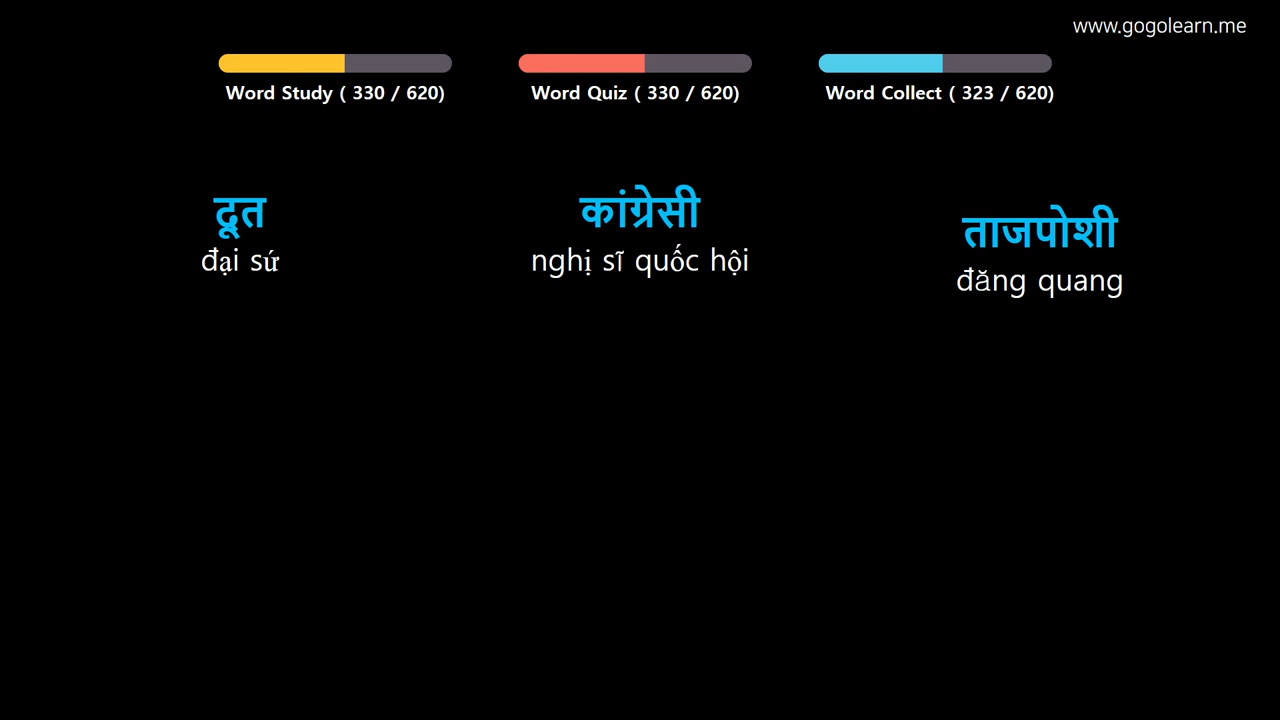 www.gogolearn.me
Word Study ( 330 / 620)
Word Quiz ( 330 / 620)
Word Collect ( 323 / 620)
दूत
đại sứ
कांग्रेसी
nghị sĩ quốc hội
ताजपोशी
đăng quang